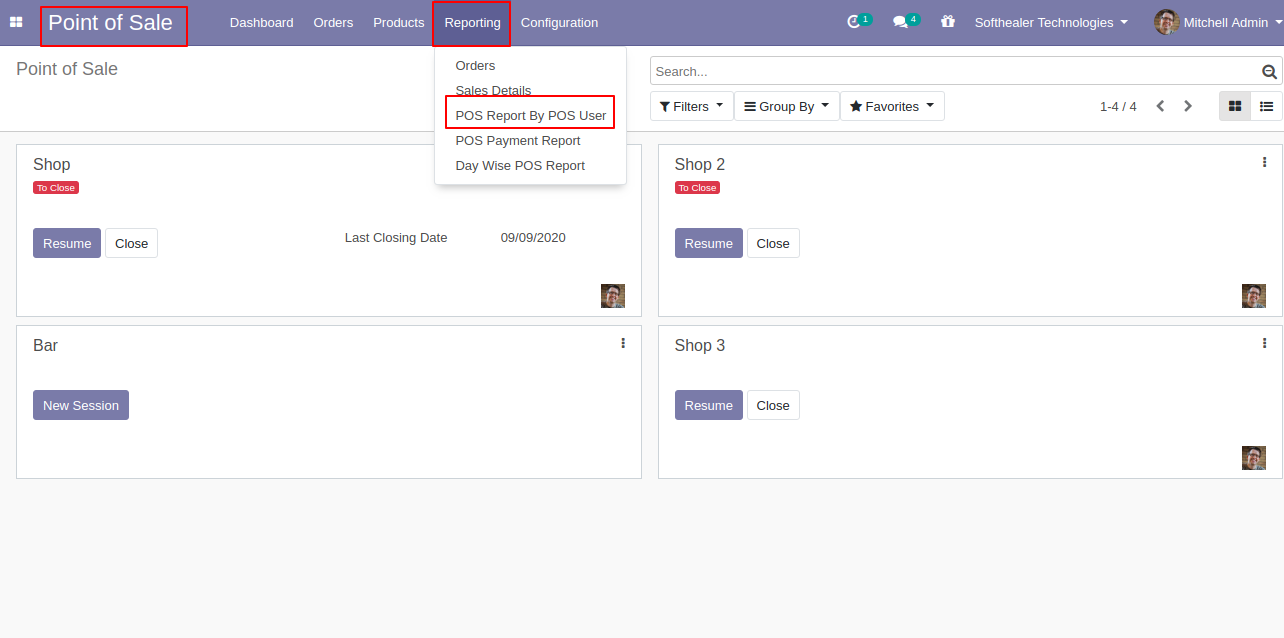 Point of Sale Dashboard Orders Products Reporting Configuration 1 4 Softhealer Technologies Mitchell Admin
Point of Sale
Orders
Sales Details
POS Report By POS User
POS Payment Report
Day Wise POS Report
Search...
Filters Group By Favorites 1-4 / 4
Shop
To Close
Resume Close Last Closing Date 09/09/2020
Shop 2
To Close
Resume Close
Bar
New Session
Shop 3
Resume Close